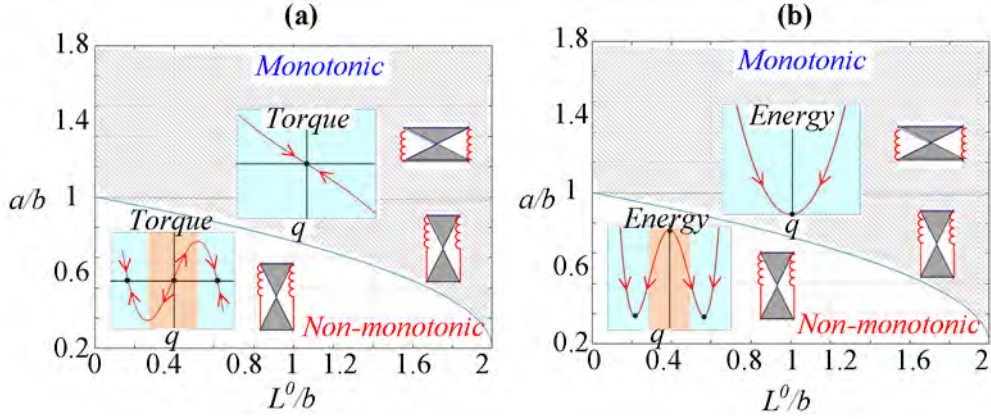 (a)
1.8
Monotonic
1.4
Torque
a/b
1
q
Torque
0.6
q
Non-monotonic
0.2
0
0.4
0.8
1
1.2
1.6
2
L⁰/b
(b)
1.8
Monotonic
1.4
Energy
a/b
1
q
Energy
0.6
q
Non-monotonic
0.2
0
0.4
0.8
1
1.2
1.6
2
L⁰/b